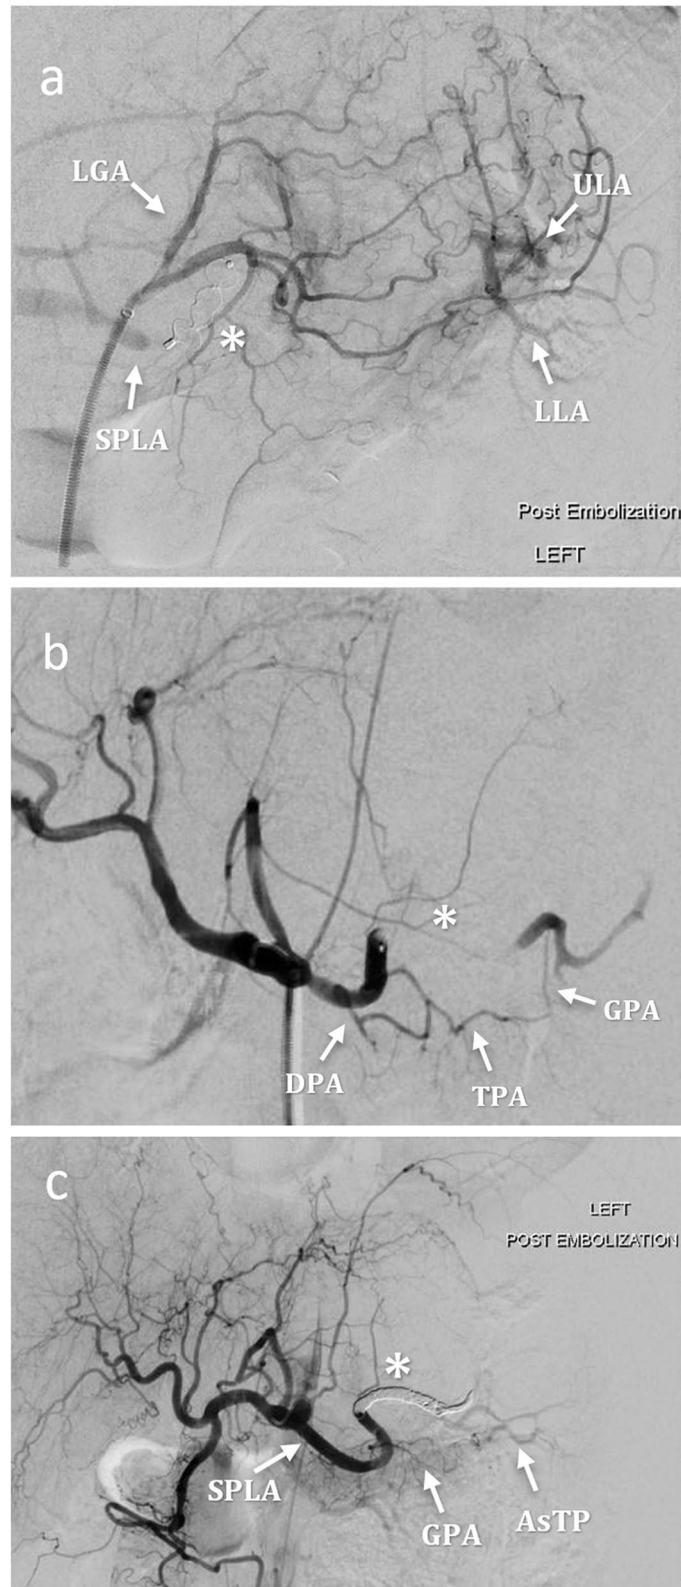 a
LGA
ULA
*
SPLA
LLA
Post Embolization
LEFT
b
*
GPA
DPA
TPA
c
LEFT
POST EMBOLIZATION
*
SPLA
GPA
AsTP